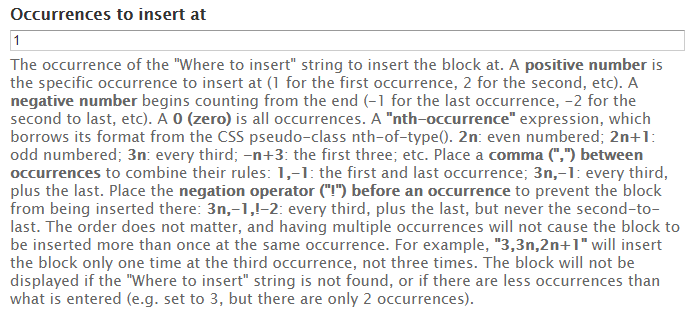 Occurrences to insert at
1
The occurrence of the "Where to insert" string to insert the block at. A positive number is
the specific occurrence to insert at (1 for the first occurrence, 2 for the second, etc). A
negative number begins counting from the end (−1 for the last occurrence, −2 for the
second to last, etc). A 0 (zero) is all occurrences. A "nth-occurrence" expression, which
borrows its format from the CSS pseudo-class nth-of-type(). 2n: even numbered; 2n+1:
odd numbered; 3n: every third; −n+3: the first three; etc. Place a comma (",") between
occurrences to combine their rules: 1,−1: the first and last occurrence; 3n,−1: every third,
plus the last. Place the negation operator ("!") before an occurrence to prevent the block
from being inserted there: 3n,−1,!−2: every third, plus the last, but never the second-to-
last. The order does not matter, and having multiple occurrences will not cause the block to
be inserted more than once at the same occurrence. For example, "3,3n,2n+1" will insert
the block only one time at the third occurrence, not three times. The block will not be
displayed if the "Where to insert" string is not found, or if there are less occurrences than
what is entered (e.g. set to 3, but there are only 2 occurrences).